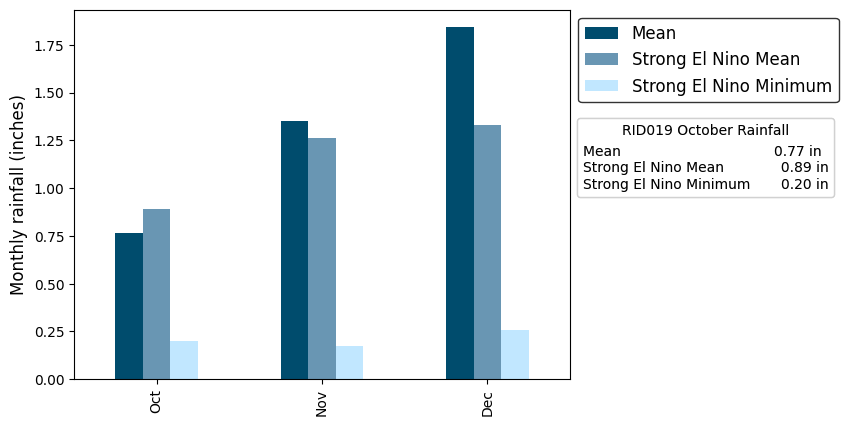 Monthly rainfall (inches)
1.75
1.50
1.25
1.00
0.75
0.50
0.25
0.00
Oct
Nov
Dec
Mean
Strong El Nino Mean
Strong El Nino Minimum
RID019 October Rainfall
Mean 0.77 in
Strong El Nino Mean 0.89 in
Strong El Nino Minimum 0.20 in